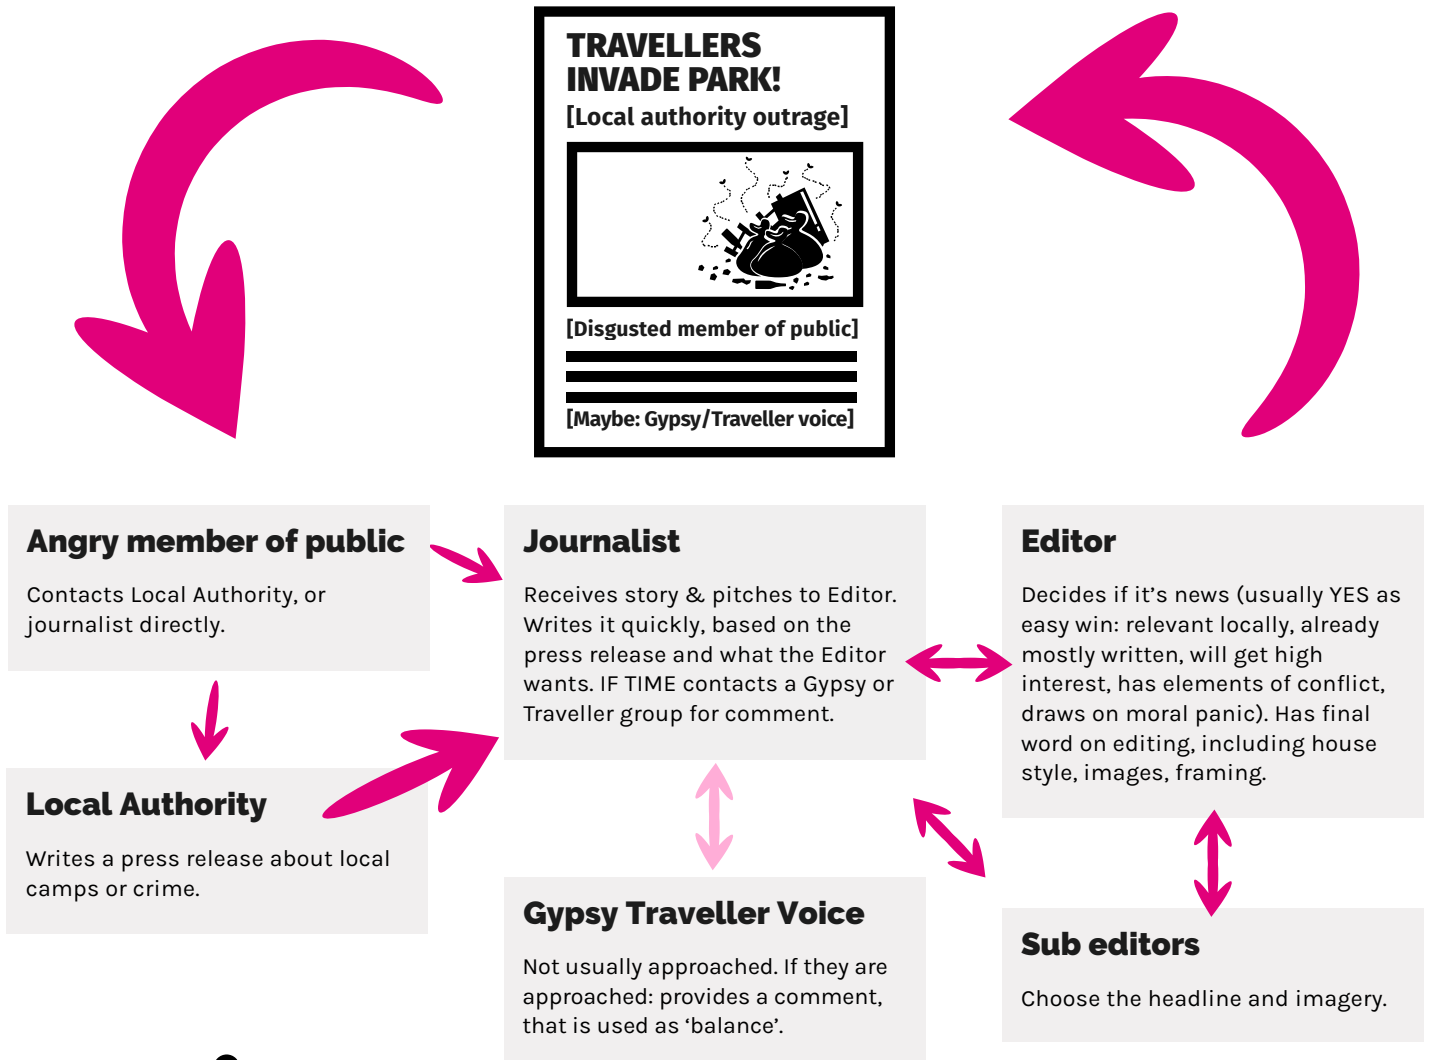 TRAVELLERS
INVADE PARK!
[Local authority outrage]
[Disgusted member of public]
[Maybe: Gypsy/Traveller voice]
Angry member of public
Contacts Local Authority, or
journalist directly.
Journalist
Receives story & pitches to Editor.
Writes it quickly, based on the
press release and what the Editor
wants. IF TIME contacts a Gypsy or
Traveller group for comment.
Editor
Decides if it’s news (usually YES as
easy win: relevant locally, already
mostly written, will get high
interest, has elements of conflict,
draws on moral panic). Has final
word on editing, including house
style, images, framing.
Local Authority
Writes a press release about local
camps or crime.
Gypsy Traveller Voice
Not usually approached. If they are
approached: provides a comment,
that is used as ‘balance’.
Sub editors
Choose the headline and imagery.